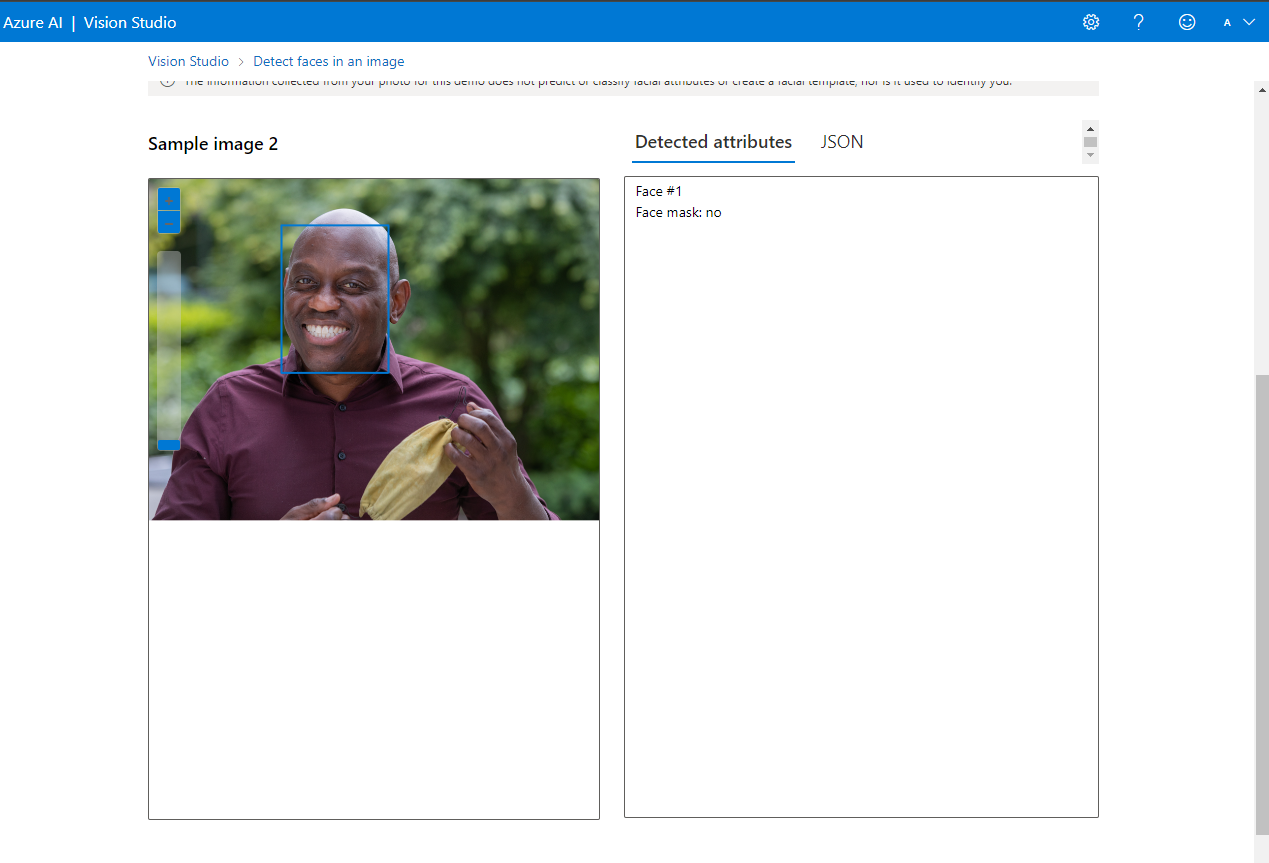 Azure AI | Vision Studio
A
Vision Studio > Detect faces in an image
The information collected from your photo for this demo does not predict or classify facial attributes or create a facial template, nor is it used to identify you.
Sample image 2
Detected attributes
JSON
Face #1
Face mask: no